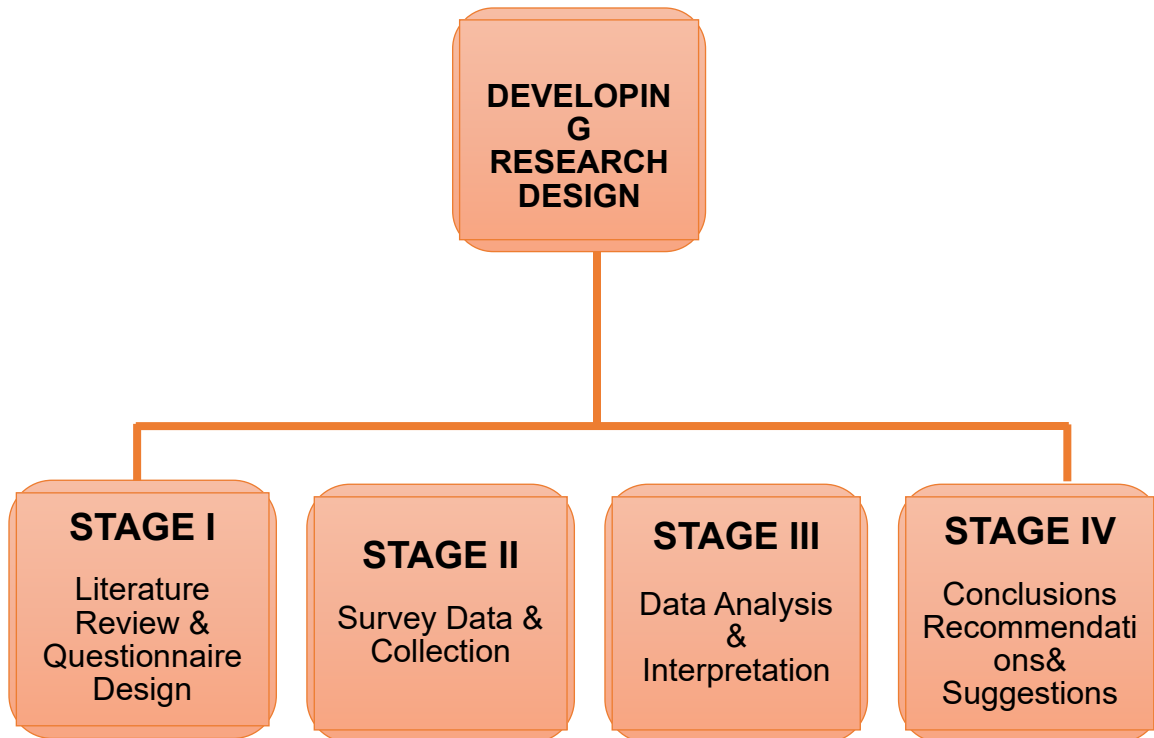 DEVELOPIN
G
RESEARCH
DESIGN
STAGE I
Literature
Review &
Questionnaire
Design
STAGE II
Survey Data &
Collection
STAGE III
Data Analysis
&
Interpretation
STAGE IV
Conclusions
Recommendati
ons&
Suggestions